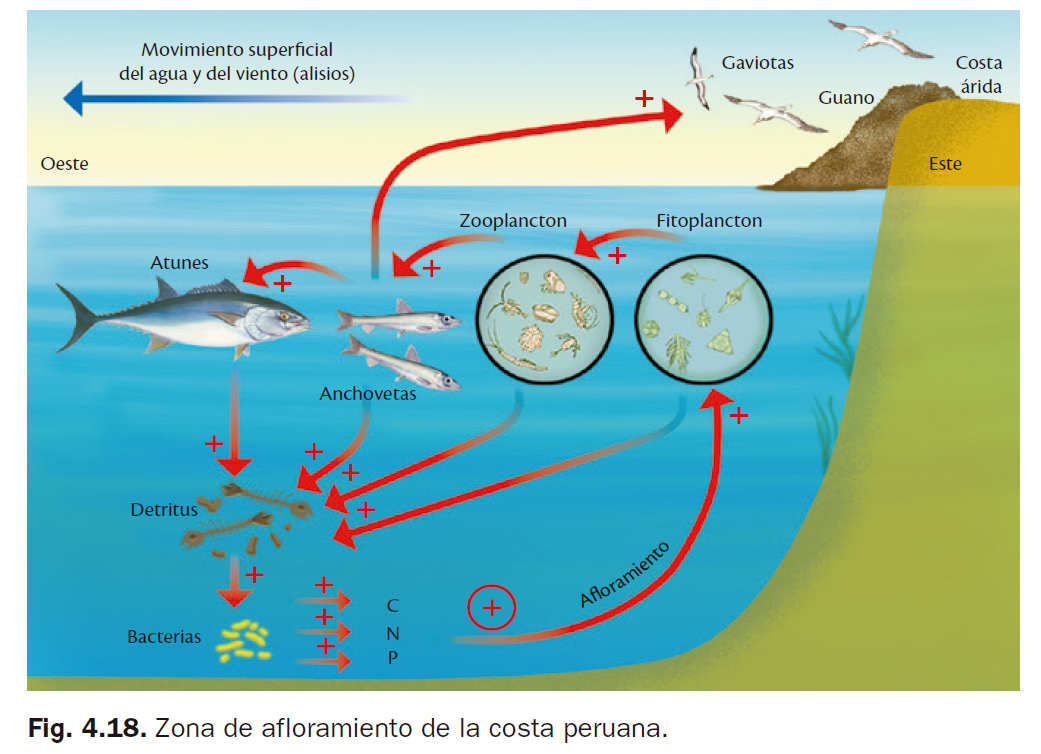 Movimiento superficial
del agua y del viento (alisios)
Gaviotas
Costa
árida
Guano
+
Oeste
Este
Zooplancton
Fitoplancton
+
+
Atunes
+
Anchovetas
+
+
+
+
+
Detritus
+
Bacterias
+
C
+
N
+
P
+
Afloramiento
Fig. 4.18. Zona de afloramiento de la costa peruana.